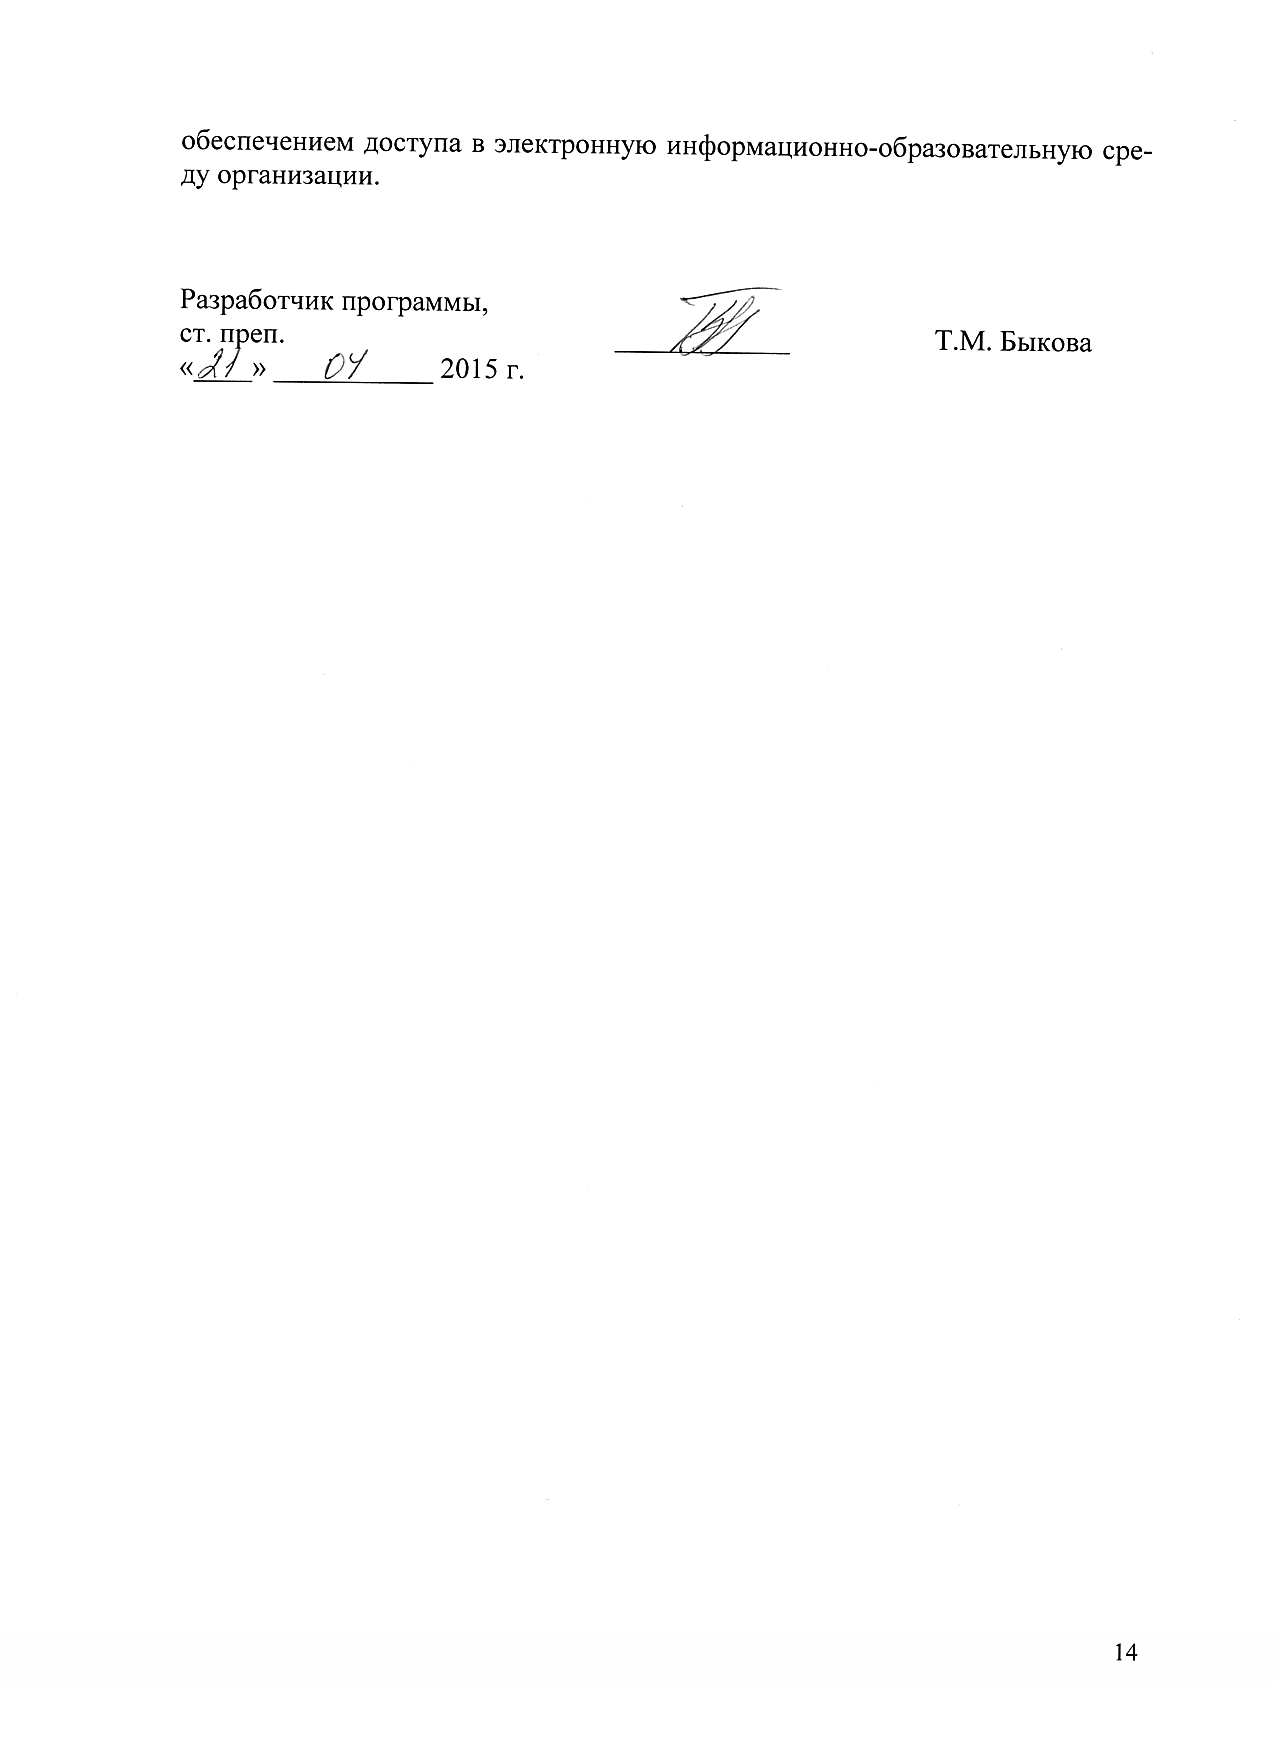 обеспечением доступа в электронную информационно-образовательную сре-
ду организации.
Разработчик программы,
ст. преп.
Т.М. Быкова
«21» 04 2015 г.
14